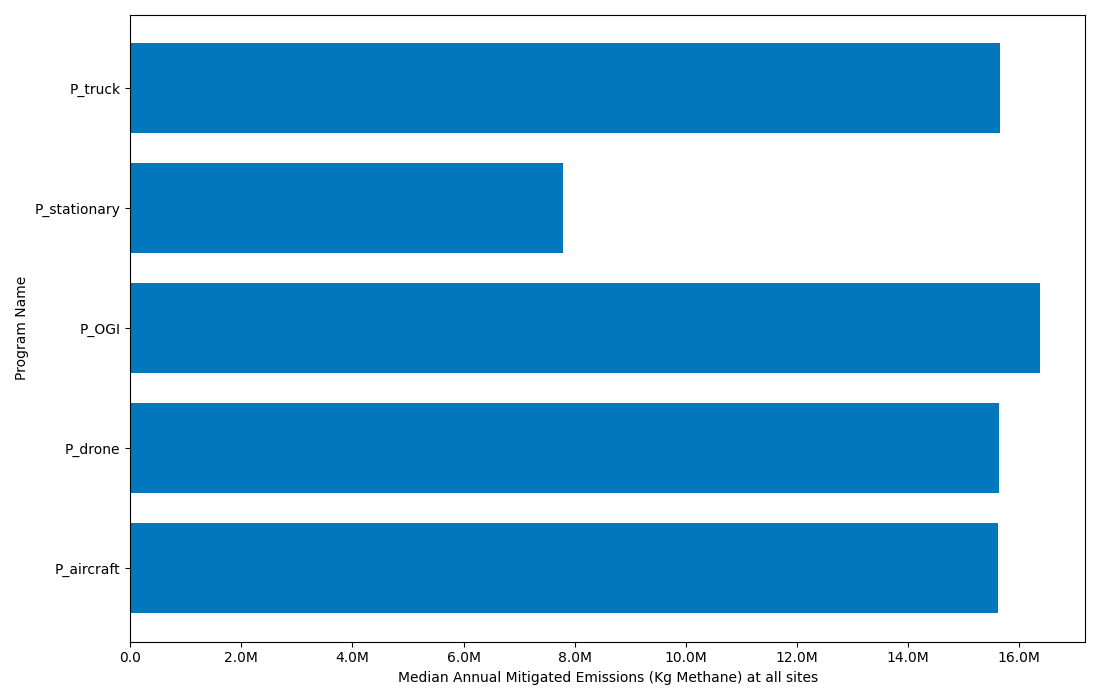 Program Name
P_truck
P_stationary
P_OGI
P_drone
P_aircraft
0.0 2.0M 4.0M 6.0M 8.0M 10.0M 12.0M 14.0M 16.0M
Median Annual Mitigated Emissions (Kg Methane) at all sites